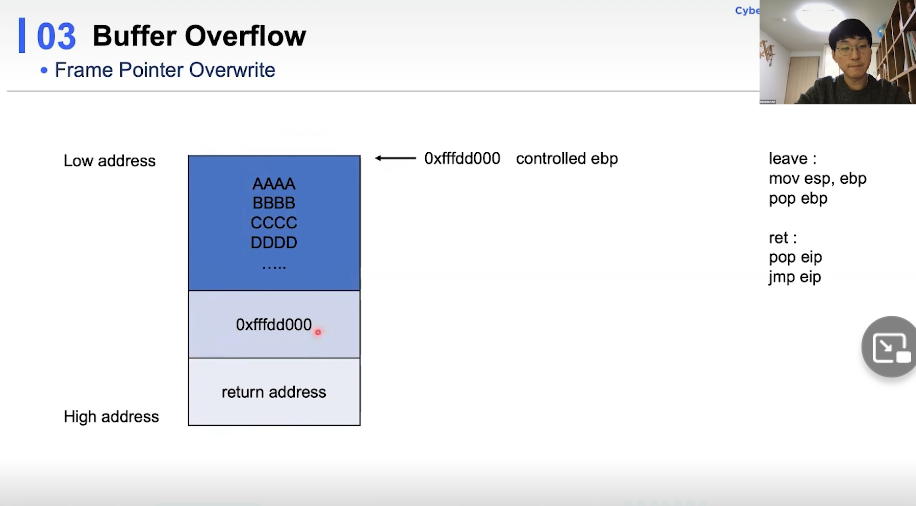 Cybe
03 Buffer Overflow
• Frame Pointer Overwrite
Low address
0xfffdd000 controlled ebp
AAAA
BBBB
CCCC
DDDD
.....
0xfffdd000
return address
High address
leave :
mov esp, ebp
pop ebp
ret :
pop eip
jmp eip